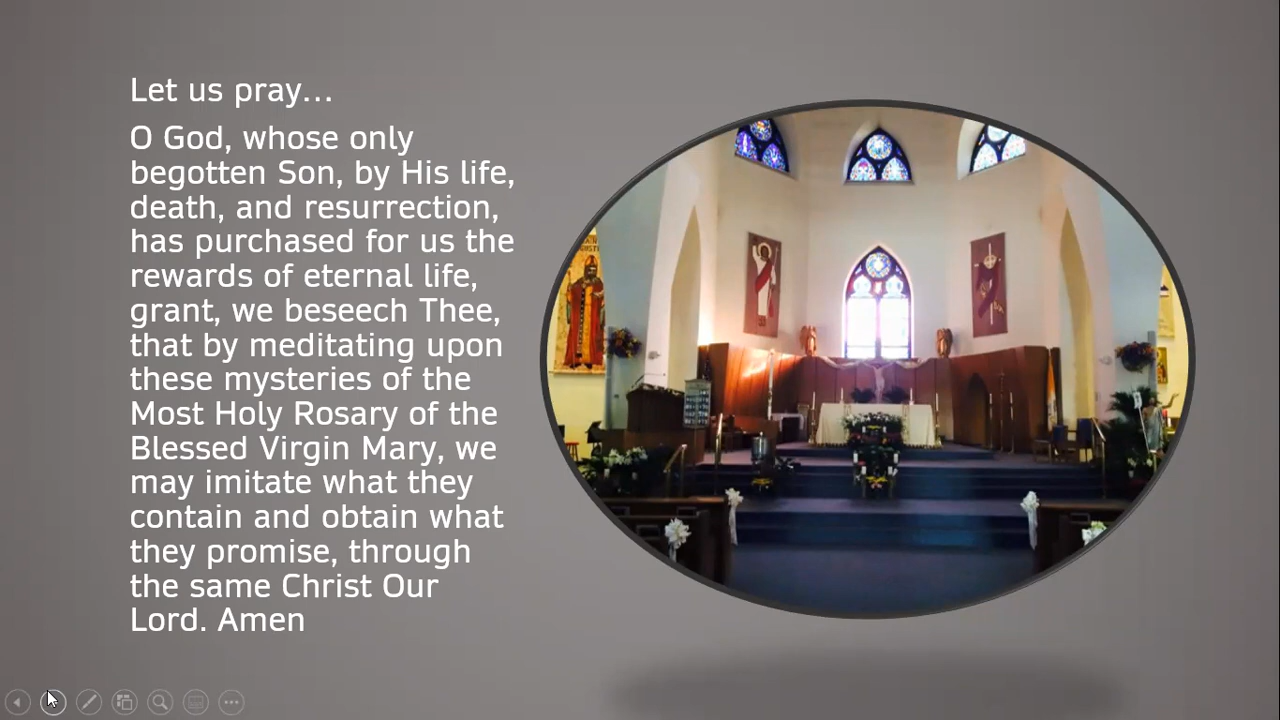 Let us pray...
O God, whose only
begotten Son, by His life,
death, and resurrection,
has purchased for us the
rewards of eternal life,
grant, we beseech Thee,
that by meditating upon
these mysteries of the
Most Holy Rosary of the
Blessed Virgin Mary, we
may imitate what they
contain and obtain what
they promise, through
the same Christ Our
Lord. Amen